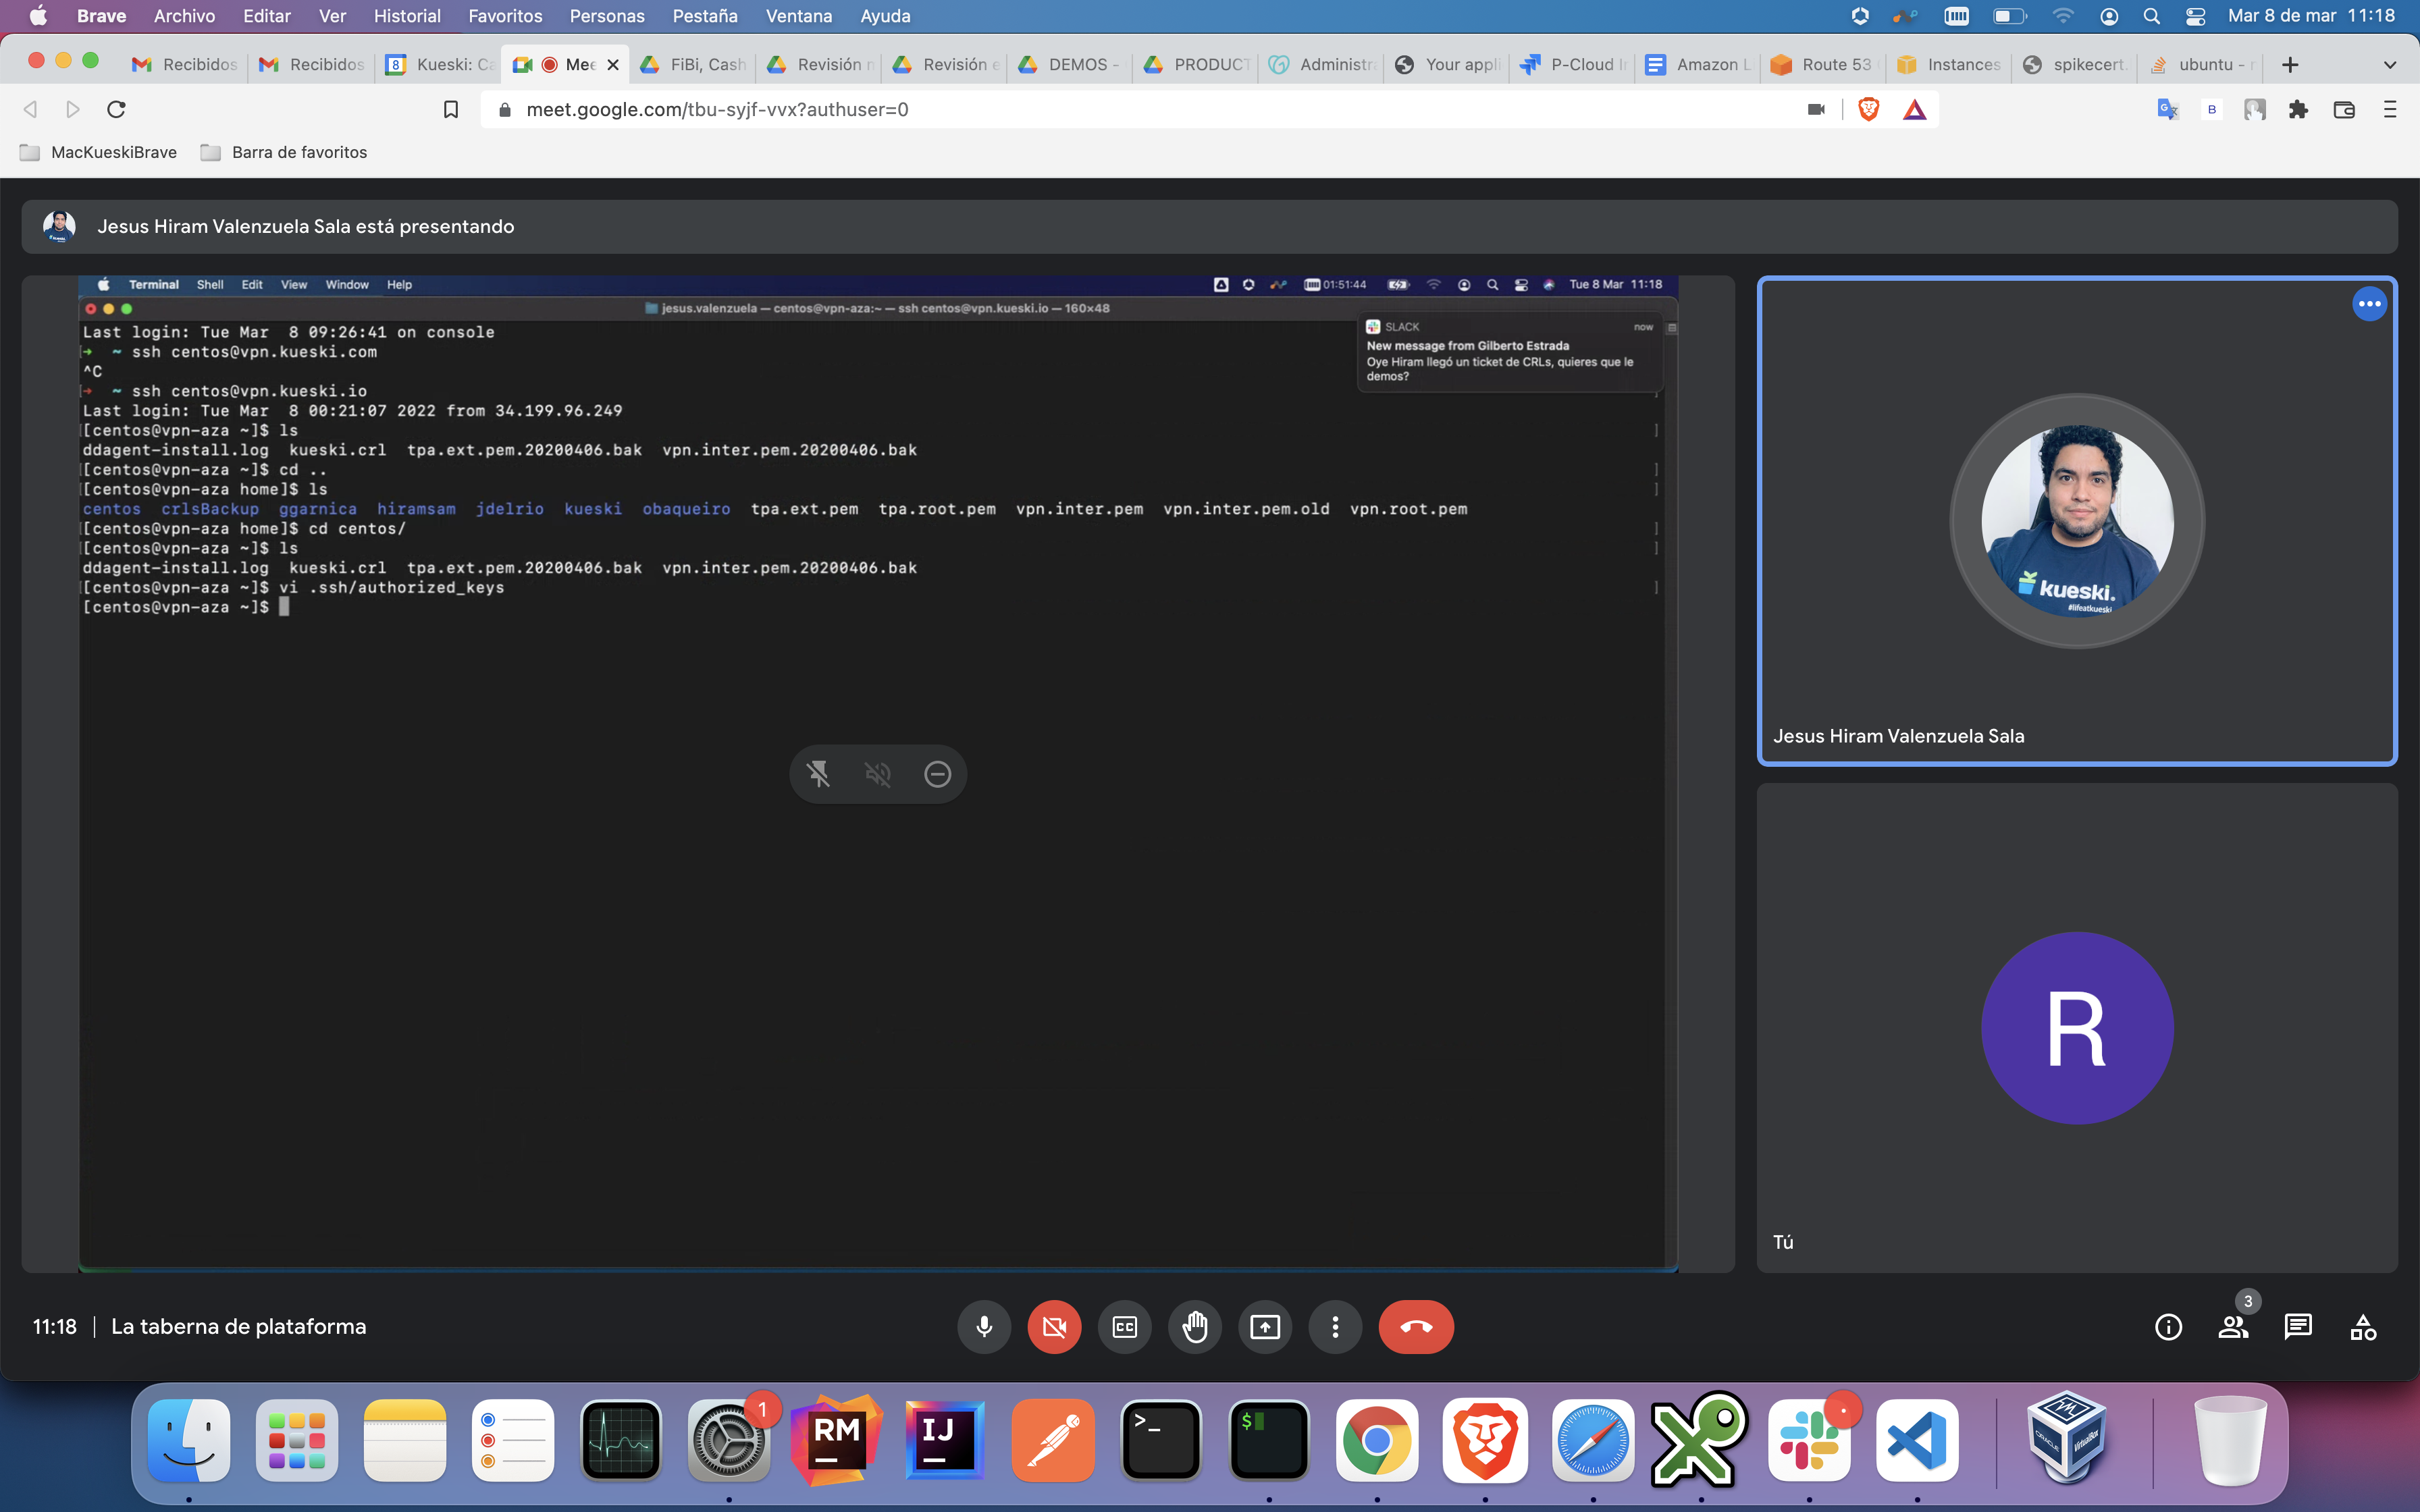 Brave Archivo Editar Ver Historial Favoritos Personas Pestaña Ventana Ayuda Mar 8 de mar 11:18
Recibidos Recibidos 8 Kueski: Ca Mee FiBi, Cash Revisión Revisión e DEMOS - PRODUCT Administr Your appli P-Cloud I Amazon L Route 53 Instances spikecert. ubuntu -
meet.google.com/tbu-syjf-vvx?authuser=0 B
MacKueskiBrave Barra de favoritos
Jesus Hiram Valenzuela Sala está presentando
Terminal Shell Edit View Window Help 01:51:44 Tue 8 Mar 11:18
jesus.valenzuela — centos@vpn-aza:~ — ssh centos@vpn.kueski.io — 160×48
Last login: Tue Mar  8 09:26:41 on console
[➜  ~ ssh centos@vpn.kueski.com
^C
[➜  ~ ssh centos@vpn.kueski.io
Last login: Tue Mar  8 00:21:07 2022 from 34.199.96.249
[[centos@vpn-aza ~]$ ls ]
ddagent-install.log  kueski.crl  tpa.ext.pem.20200406.bak  vpn.inter.pem.20200406.bak
[[centos@vpn-aza ~]$ cd .. ]
[[centos@vpn-aza home]$ ls ]
centos  crlsBackup  ggarnica  hiramsam  jdelrio  kueski  obaqueiro  tpa.ext.pem  tpa.root.pem  vpn.inter.pem  vpn.inter.pem.old  vpn.root.pem
[[centos@vpn-aza home]$ cd centos/ ]
[[centos@vpn-aza ~]$ ls ]
ddagent-install.log  kueski.crl  tpa.ext.pem.20200406.bak  vpn.inter.pem.20200406.bak
[[centos@vpn-aza ~]$ vi .ssh/authorized_keys ]
[centos@vpn-aza ~]$
SLACK now
New message from Gilberto Estrada
Oye Hiram llegó un ticket de CRLs, quieres que le
demos?
kueski.
#lifeatkueski
Jesus Hiram Valenzuela Sala
R
Tú
11:18 | La taberna de plataforma
CC
3
1
RM
IJ
>_
$
ORACLE
VirtualBox